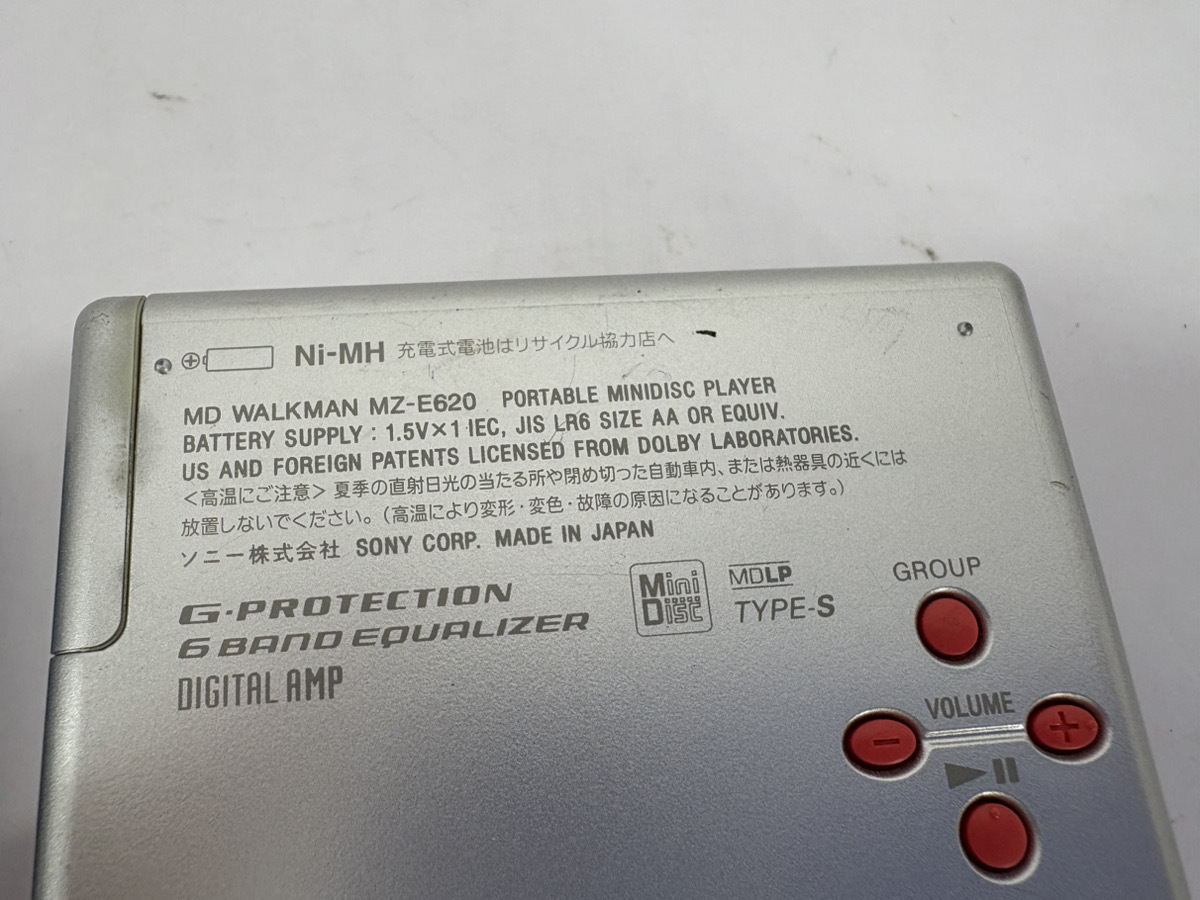 Ni-MH 充電式電池はリサイクル協力店へ
MD WALKMAN MZ-E620 PORTABLE MINIDISC PLAYER
BATTERY SUPPLY : 1.5V×1 IEC, JIS LR6 SIZE AA OR EQUIV.
US AND FOREIGN PATENTS LICENSED FROM DOLBY LABORATORIES.
<高温にご注意> 夏季の直射日光の当たる所や閉め切った自動車内、または熱器具の近くには
放置しないでください。(高温により変形・変色・故障の原因になることがあります。)
ソニー株式会社 SONY CORP. MADE IN JAPAN
G-PROTECTION
6 BAND EQUALIZER
DIGITAL AMP
Mini
Disc
MDLP
TYPE-S
GROUP
VOLUME